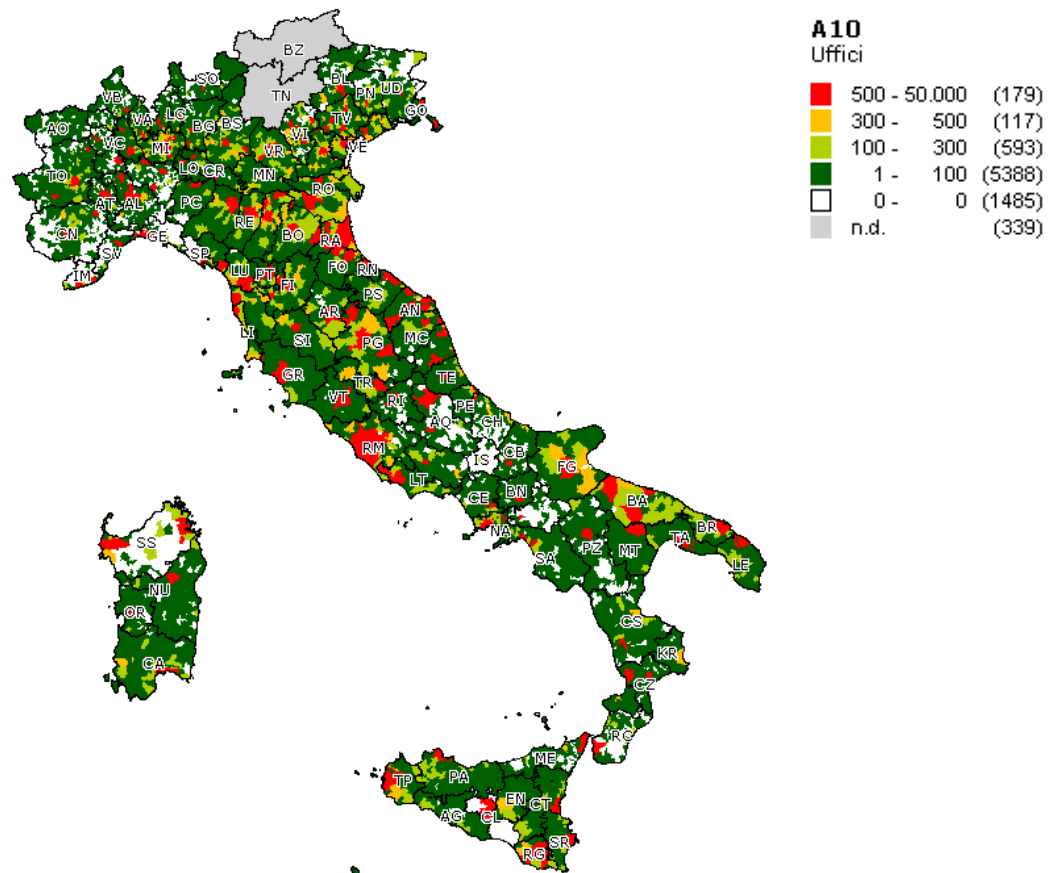 A10
Uffici
500 - 50.000 (179)
300 - 500 (117)
100 - 300 (593)
1 - 100 (5388)
0 - 0 (1485)
n.d. (339)
BZ
SO
BL
TN
PN
UD
VB
GO
LC
VA
BG
BS
TV
AO
VI
VC
MI
VE
VR
TO
LO
CR
MN
RO
AT
AL
PC
RE
CN
GE
BO
RA
SV
SP
FO
RN
IM
LU
PT
FI
PS
AR
AN
LI
SI
PG
MC
GR
TR
TE
VT
RI
PE
AQ
CH
RM
CB
IS
FG
LT
CE
BN
BA
NA
BR
SS
PZ
MT
TA
SA
LE
NU
OR
CS
CA
KR
CZ
RC
ME
TP
PA
EN
CT
AG
CL
SR
RG